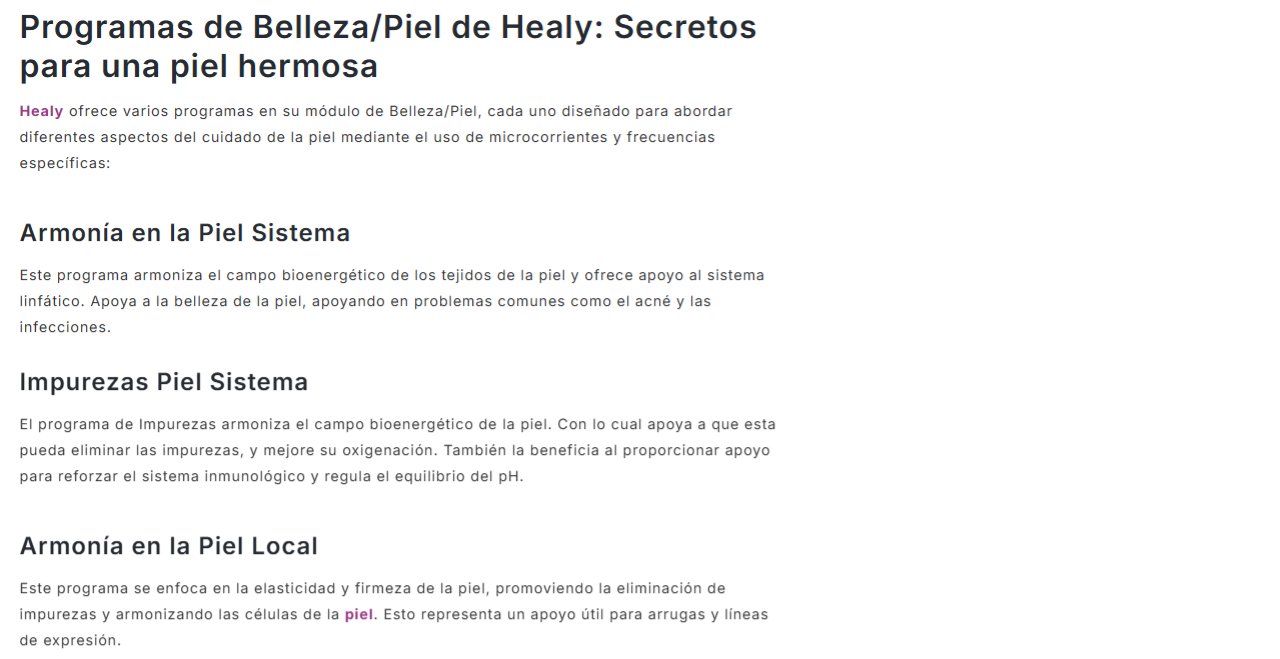 Programas de Belleza/Piel de Healy: Secretos
para una piel hermosa
Healy ofrece varios programas en su módulo de Belleza/Piel, cada uno diseñado para abordar
diferentes aspectos del cuidado de la piel mediante el uso de microcorrientes y frecuencias
específicas:
Armonía en la Piel Sistema
Este programa armoniza el campo bioenergético de los tejidos de la piel y ofrece apoyo al sistema
linfático. Apoya a la belleza de la piel, apoyando en problemas comunes como el acné y las
infecciones.
Impurezas Piel Sistema
El programa de Impurezas armoniza el campo bioenergético de la piel. Con lo cual apoya a que esta
pueda eliminar las impurezas, y mejore su oxigenación. También la beneficia al proporcionar apoyo
para reforzar el sistema inmunológico y regula el equilibrio del pH.
Armonía en la Piel Local
Este programa se enfoca en la elasticidad y firmeza de la piel, promoviendo la eliminación de
impurezas y armonizando las células de la piel. Esto representa un apoyo útil para arrugas y líneas
de expresión.